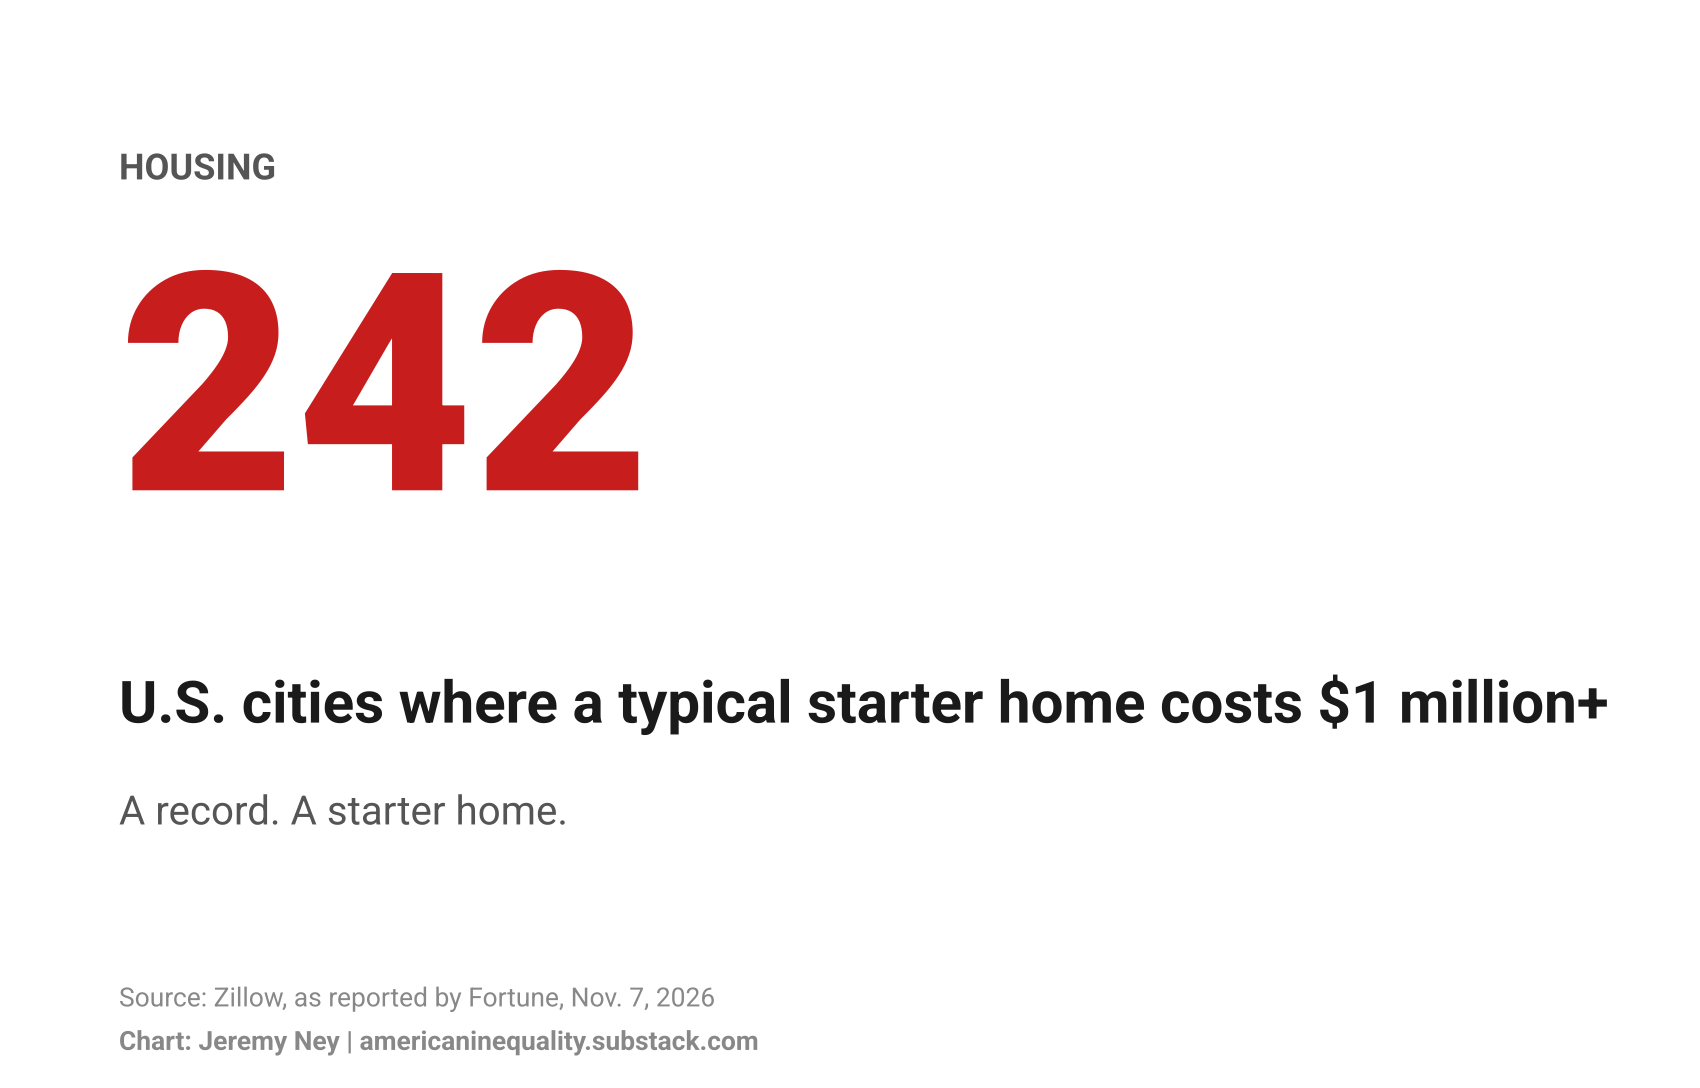 HOUSING
242
U.S. cities where a typical starter home costs $1 million+
A record. A starter home.
Source: Zillow, as reported by Fortune, Nov. 7, 2026
Chart: Jeremy Ney | americaninequality.substack.com